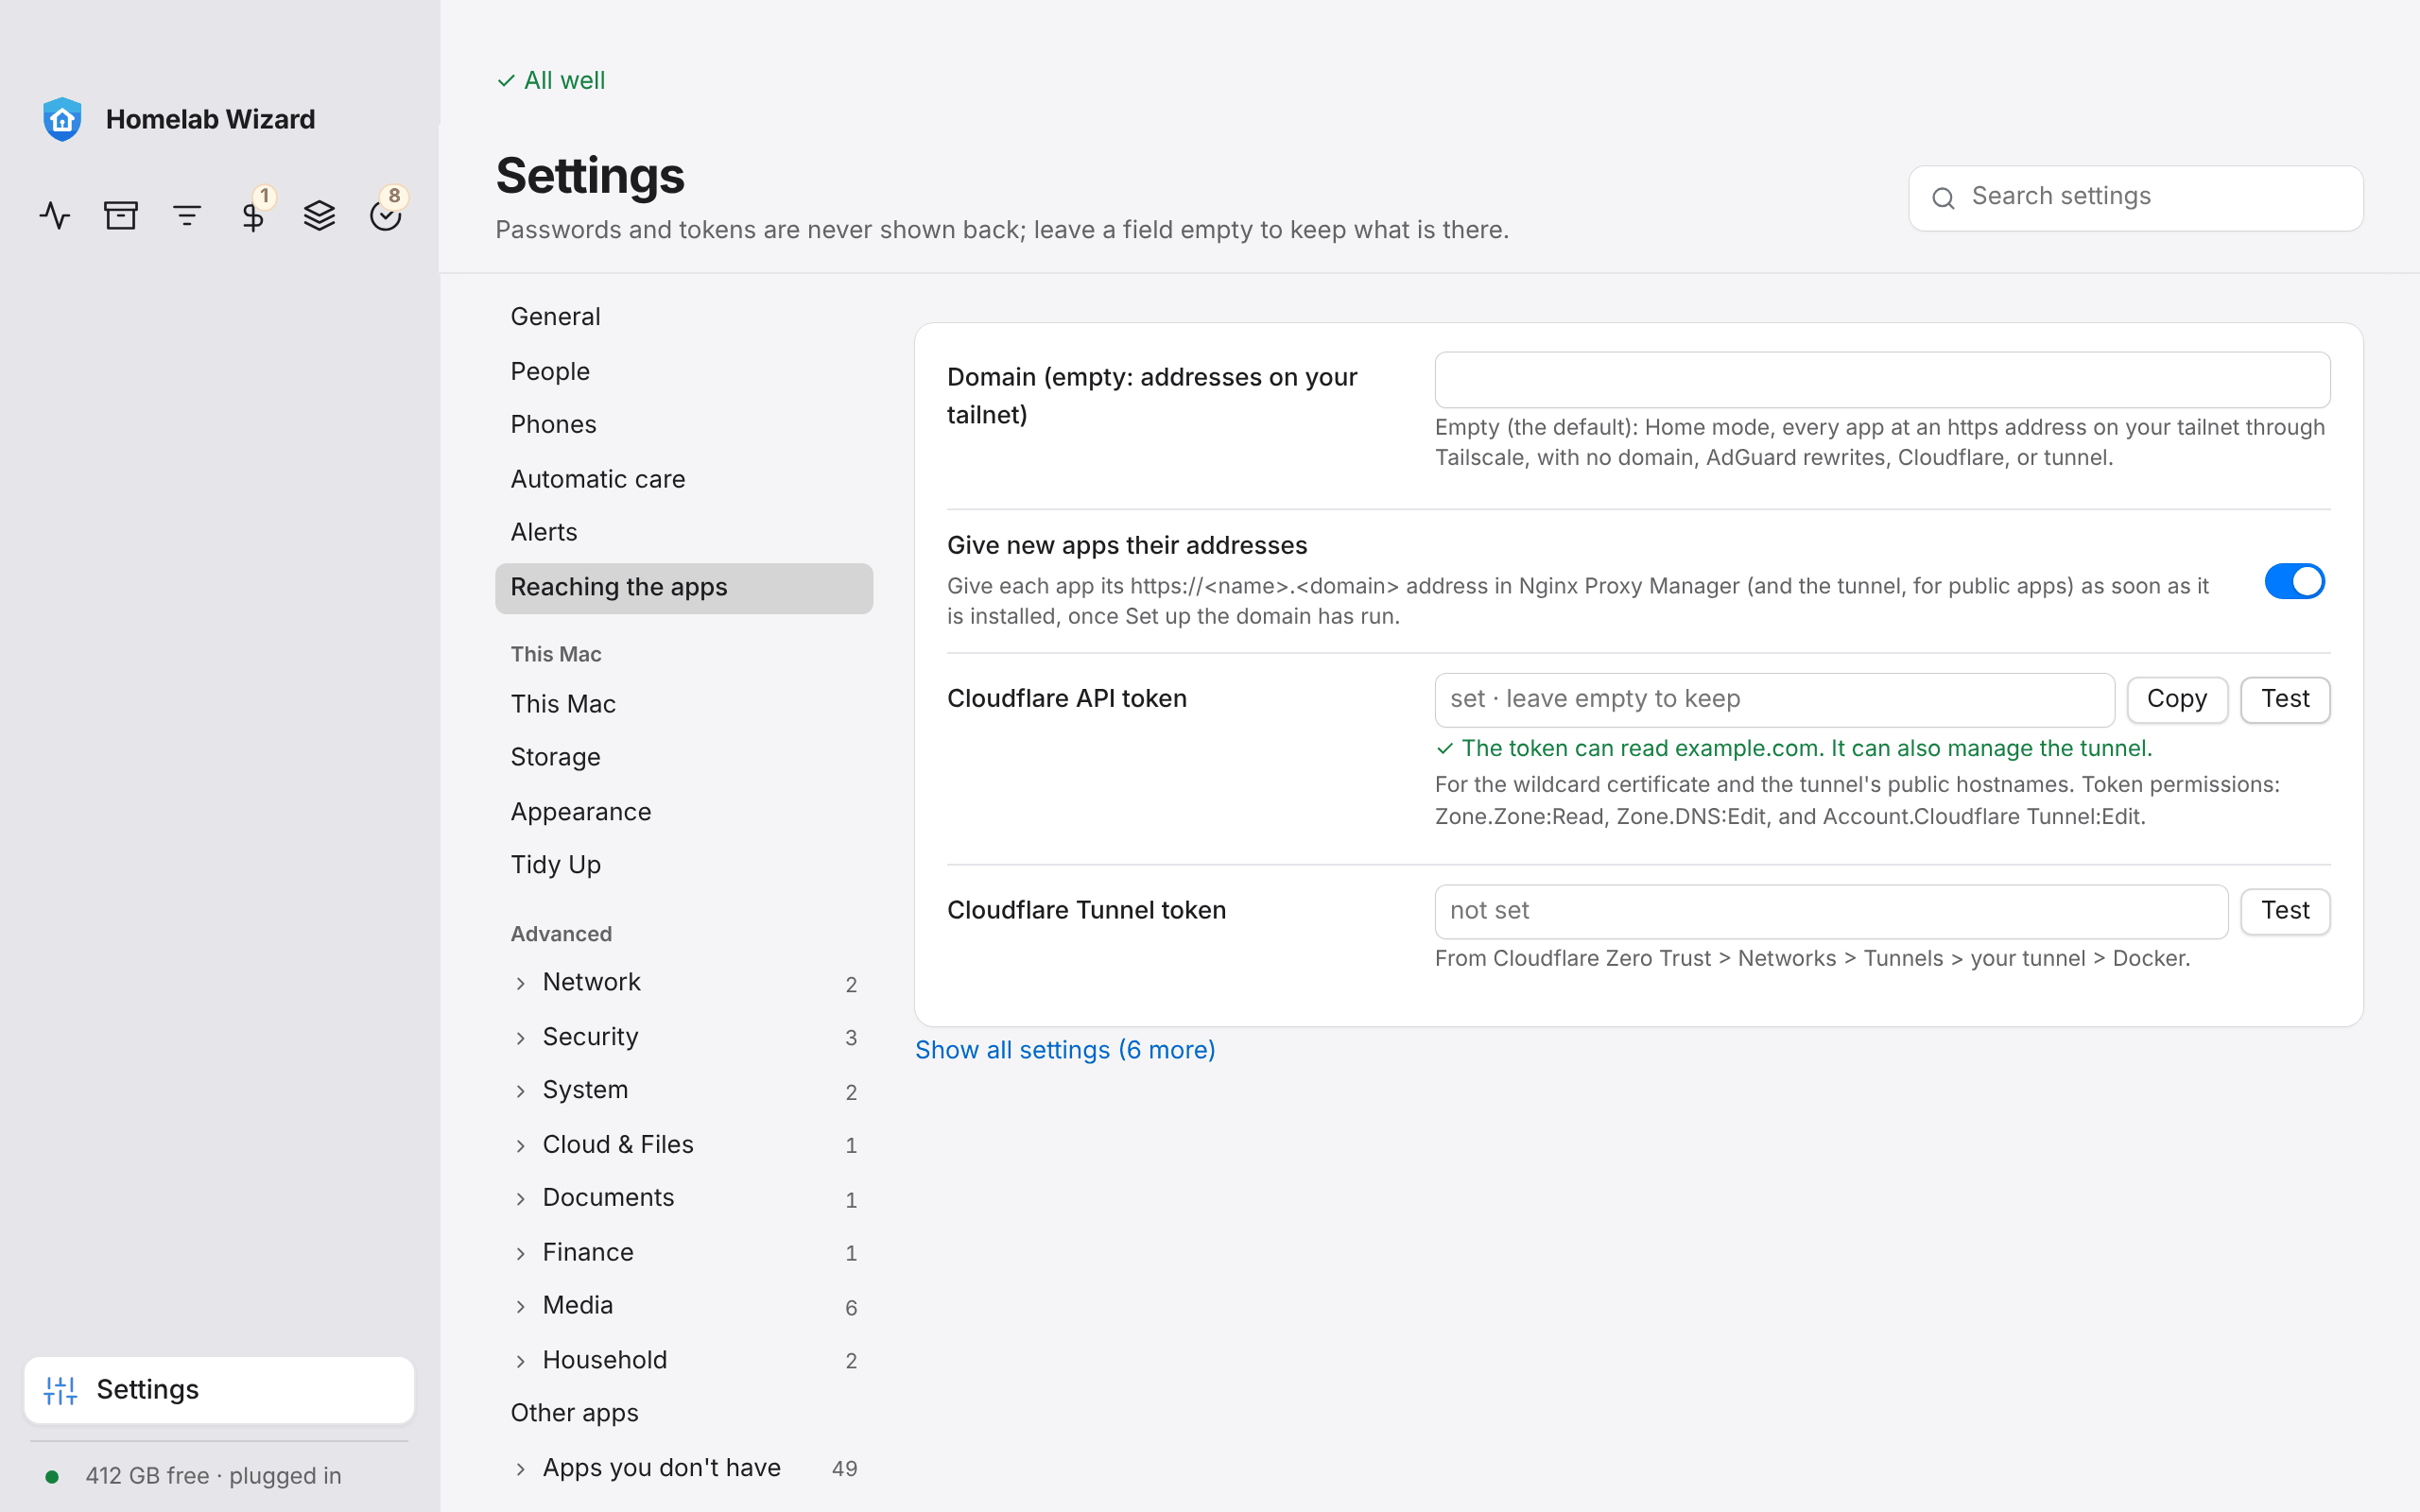 Homelab Wizard
1
8
Settings
412 GB free · plugged in
All well
Settings
Passwords and tokens are never shown back; leave a field empty to keep what is there.
Search settings
General
People
Phones
Automatic care
Alerts
Reaching the apps
This Mac
This Mac
Storage
Appearance
Tidy Up
Advanced
Network 2
Security 3
System 2
Cloud & Files 1
Documents 1
Finance 1
Media 6
Household 2
Other apps
Apps you don't have 49
Domain (empty: addresses on your
tailnet)
Empty (the default): Home mode, every app at an https address on your tailnet through
Tailscale, with no domain, AdGuard rewrites, Cloudflare, or tunnel.
Give new apps their addresses
Give each app its https://<name>.<domain> address in Nginx Proxy Manager (and the tunnel, for public apps) as soon as it
is installed, once Set up the domain has run.
Cloudflare API token
set · leave empty to keep
Copy
Test
The token can read example.com. It can also manage the tunnel.
For the wildcard certificate and the tunnel's public hostnames. Token permissions:
Zone.Zone:Read, Zone.DNS:Edit, and Account.Cloudflare Tunnel:Edit.
Cloudflare Tunnel token
not set
Test
From Cloudflare Zero Trust > Networks > Tunnels > your tunnel > Docker.
Show all settings (6 more)